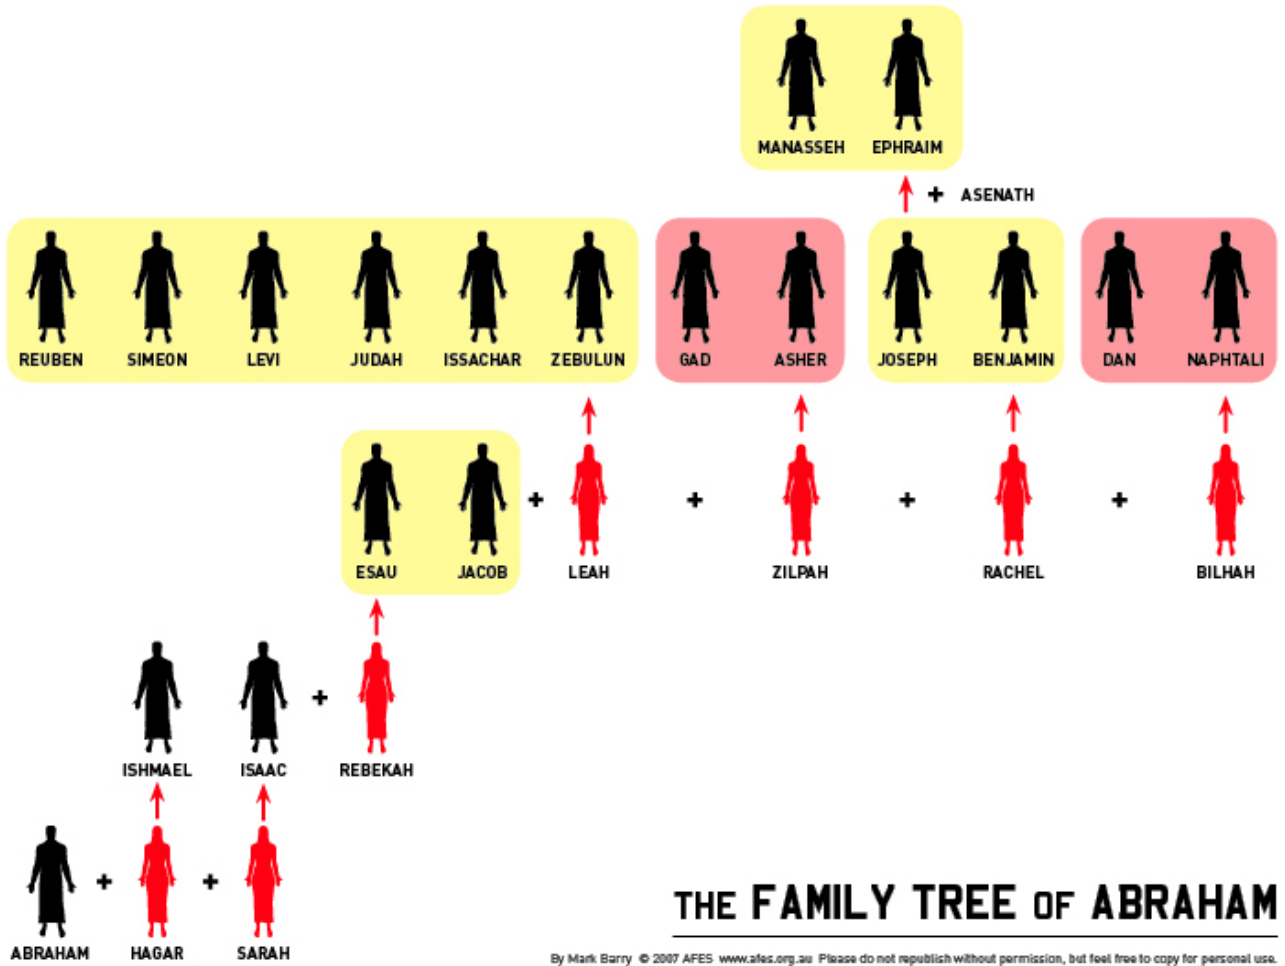 MANASSEH EPHRAIM
+ ASENATH
REUBEN SIMEON LEVI JUDAH ISSACHAR ZEBULUN GAD ASHER JOSEPH BENJAMIN DAN NAPHTALI
+ + + +
ESAU JACOB LEAH ZILPAH RACHEL BILHAH
+
ISHMAEL ISAAC REBEKAH
+ +
ABRAHAM HAGAR SARAH
THE FAMILY TREE OF ABRAHAM
By Mark Barry © 2007 AFES www.afes.org.au Please do not republish without permission, but feel free to copy for personal use.